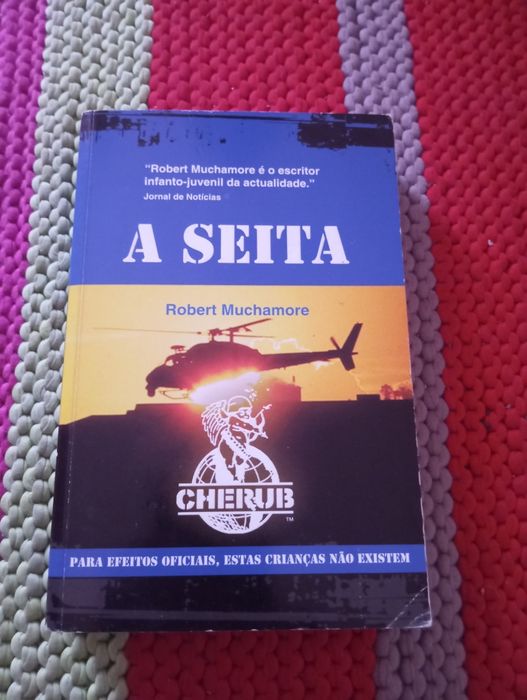 “Robert Muchamore é o escritor
infanto-juvenil da actualidade.”
Jornal de Notícias
A SEITA
Robert Muchamore
CHERUB
TM
PARA EFEITOS OFICIAIS, ESTAS CRIANÇAS NÃO EXISTEM